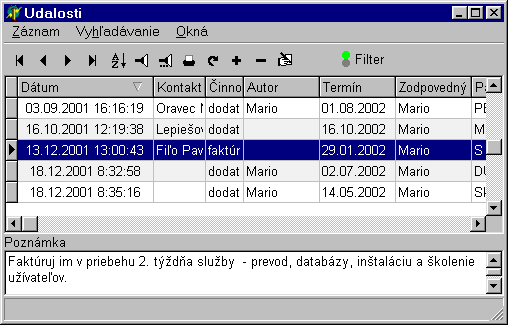 Udalosti
Záznam Vyhľadávanie Okná
Filter
Dátum Kontakt Činno Autor Termín Zodpovedný
03.09.2001 16:16:19 Oravec dodat Mario 01.08.2002 Mario
16.10.2001 12:19:38 Lepiešov dodat 16.10.2002 Mario
13.12.2001 13:00:43 Fiľo Pav faktúr 29.01.2002 Mario
18.12.2001 8:32:58 dodat Mario 02.07.2002 Mario
18.12.2001 8:35:16 dodat Mario 14.05.2002 Mario
Poznámka
Faktúruj im v priebehu 2. týždňa služby - prevod, databázy, inštaláciu a školenie
užívateľov.